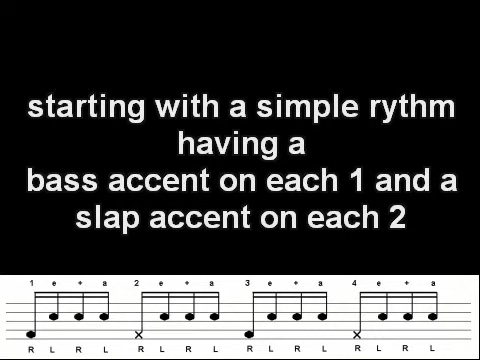 starting with a simple rythm
having a
bass accent on each 1 and a
slap accent on each 2
1 e + a 2 e + a 3 e + a 4 e + a
R L R L R L R L R L R L R L R L